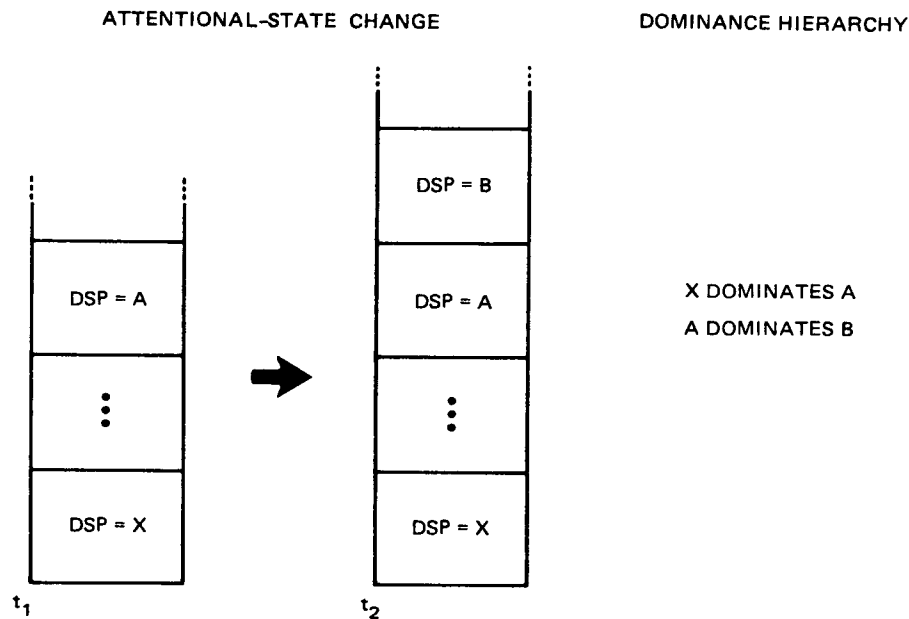 ATTENTIONAL-STATE CHANGE
DOMINANCE HIERARCHY
DSP = A
DSP = X
t1
DSP = B
DSP = A
DSP = X
t2
X DOMINATES A
A DOMINATES B